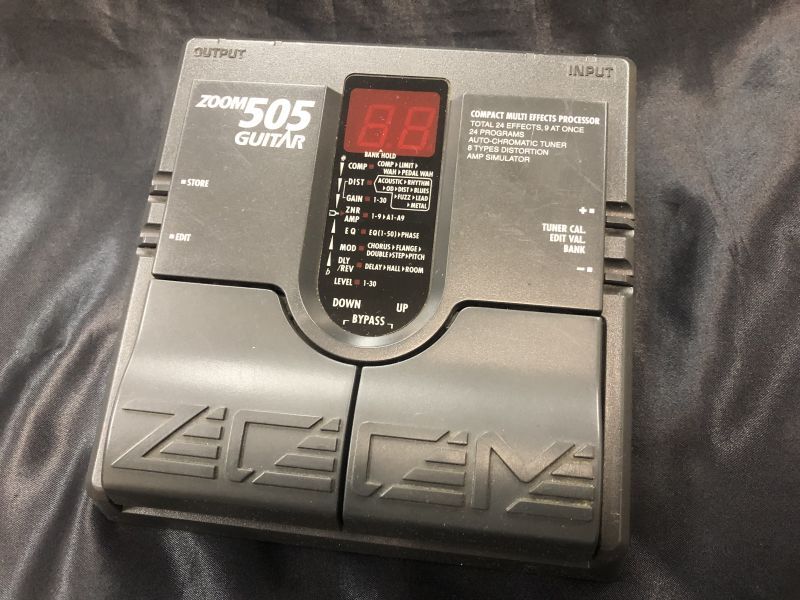 OUTPUT
INPUT
ZOOM 505
GUITAR
COMPACT MULTI EFFECTS PROCESSOR
TOTAL 24 EFFECTS, 9 AT ONCE
24 PROGRAMS
AUTO-CHROMATIC TUNER
8 TYPES DISTORTION
AMP SIMULATOR
88
BANK HOLD
COMP COMP LIMIT
WAH PEDAL WAH
DIST ACOUSTIC RHYTHM
OD DIST BLUES
FUZZ LEAD
METAL
GAIN 1-30
ZNR
AMP 1-9 A1-A9
EQ EQ(1-50) PHASE
MOD CHORUS FLANGE
DOUBLE STEP PITCH
DLY
/REV DELAY HALL ROOM
LEVEL 1-30
♭
DOWN UP
BYPASS
STORE
EDIT
+
TUNER CAL.
EDIT VAL.
BANK
−
ZOOM